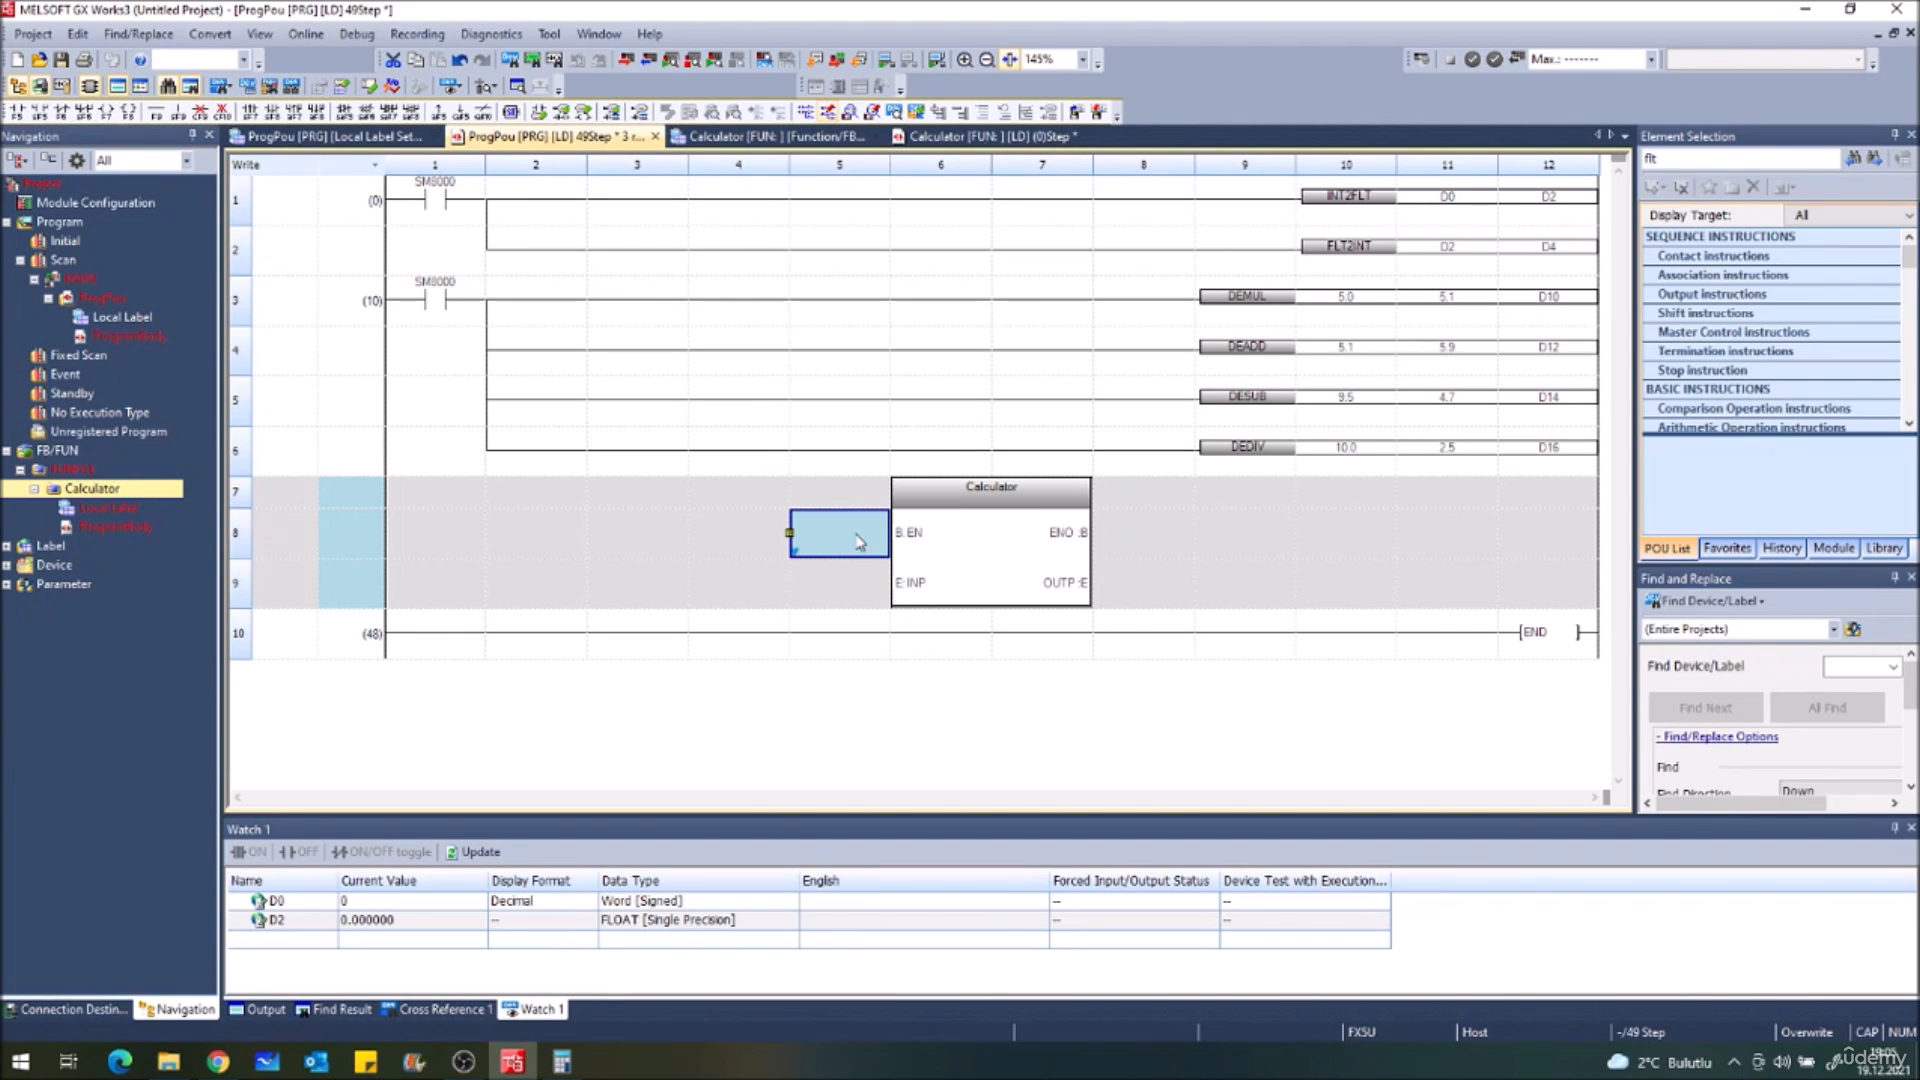 MELSOFT GX Works3 (Untitled Project) - [ProgPou [PRG] [LD] 49Step *]
Project Edit Find/Replace Convert View Online Debug Recording Diagnostics Tool Window Help
145% Max.: -------
Navigation
All
ProgPou [PRG] [Local Label Set...
ProgPou [PRG] [LD] 49Step * 3 r...
Calculator [FUN: ] [Function/FB...
Calculator [FUN: ] [LD] (0)Step *
Project
Module Configuration
Program
Initial
Scan
MAIN
ProgPou
Local Label
ProgramBody
Fixed Scan
Event
Standby
No Execution Type
Unregistered Program
FB/FUN
FUNFILE
Calculator
Local Label
ProgramBody
Label
Device
Parameter
Write 1 2 3 4 5 6 7 8 9 10 11 12
SM8000
1 (0) INT2FLT D0 D2
2 FLT2INT D2 D4
SM8000
3 (10) DEMUL 5.0 5.1 D10
4 DEADD 5.1 5.9 D12
5 DESUB 9.5 4.7 D14
6 DEDIV 10.0 2.5 D16
7 Calculator
8 B:EN ENO :B
9 E:INP OUTP :E
10 (48) [END ]
Element Selection
flt
Display Target: All
SEQUENCE INSTRUCTIONS
Contact instructions
Association instructions
Output instructions
Shift instructions
Master Control instructions
Termination instructions
Stop instruction
BASIC INSTRUCTIONS
Comparison Operation instructions
Arithmetic Operation instructions
POU List Favorites History Module Library
Find and Replace
Find Device/Label
(Entire Projects)
Find Device/Label
Find Next All Find
- Find/Replace Options
Find
Find Direction Down
Watch 1
ON OFF ON/OFF toggle Update
Name Current Value Display Format Data Type English Forced Input/Output Status Device Test with Execution...
D0 0 Decimal Word [Signed] -- --
D2 0.000000 -- FLOAT [Single Precision] -- --
Connection Destin... Navigation Output Find Result Cross Reference 1 Watch 1
FX5U Host -/49 Step Overwrite CAP NUM
2°C Bulutlu
19:05
19.12.2021
ûdemy